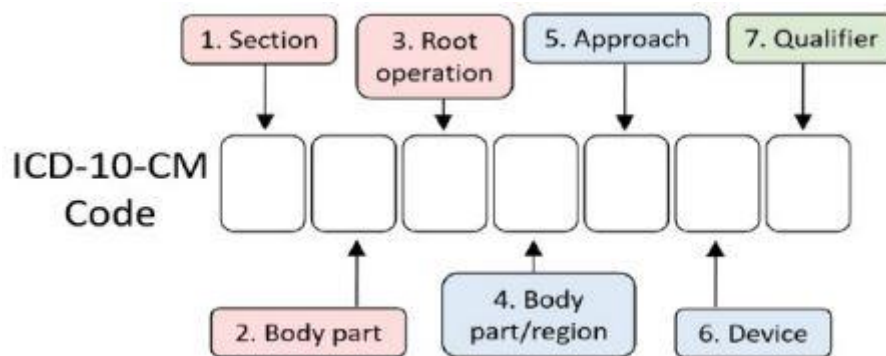 1. Section
3. Root
operation
5. Approach
7. Qualifier
ICD-10-CM
Code
2. Body part
4. Body
part/region
6. Device